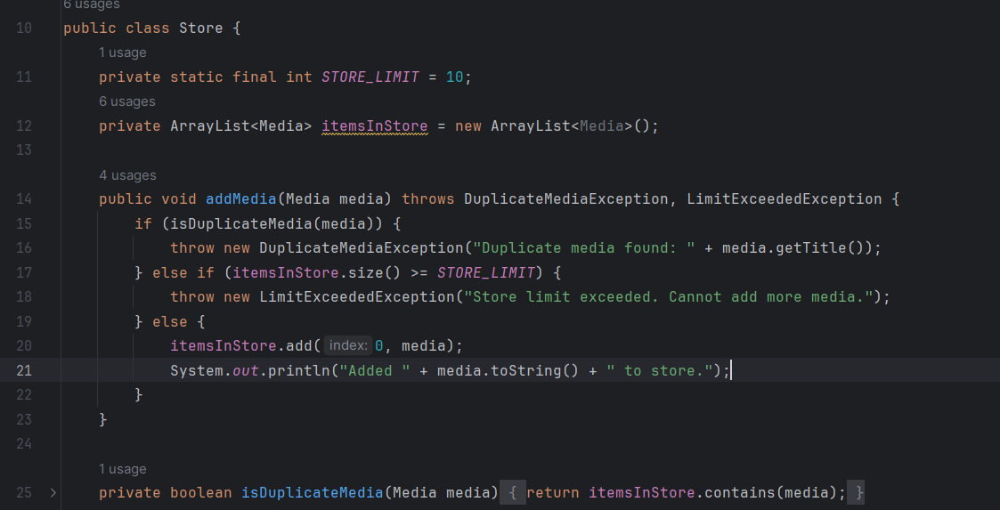 6 usages
10 public class Store {
1 usage
11 private static final int STORE_LIMIT = 10;
6 usages
12 private ArrayList<Media> itemsInStore = new ArrayList<Media>();
13
4 usages
14 public void addMedia(Media media) throws DuplicateMediaException, LimitExceededException {
15 if (isDuplicateMedia(media)) {
16 throw new DuplicateMediaException("Duplicate media found: " + media.getTitle());
17 } else if (itemsInStore.size() >= STORE_LIMIT) {
18 throw new LimitExceededException("Store limit exceeded. Cannot add more media.");
19 } else {
20 itemsInStore.add( index: 0, media);
21 System.out.println("Added " + media.toString() + " to store.");
22 }
23 }
24
1 usage
25 private boolean isDuplicateMedia(Media media) { return itemsInStore.contains(media); }